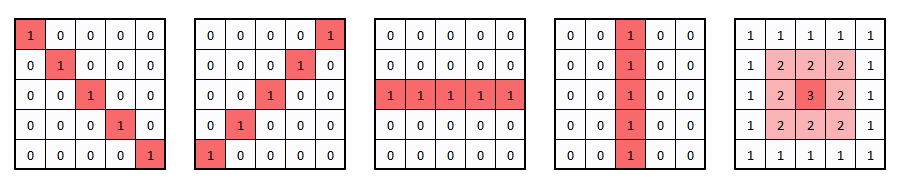 1 0 0 0 0 0 0 0 0 1 0 0 0 0 0 0 0 1 0 0 1 1 1 1 1
0 1 0 0 0 0 0 0 1 0 0 0 0 0 0 0 0 1 0 0 1 2 2 2 1
0 0 1 0 0 0 0 1 0 0 1 1 1 1 1 0 0 1 0 0 1 2 3 2 1
0 0 0 1 0 0 1 0 0 0 0 0 0 0 0 0 0 1 0 0 1 2 2 2 1
0 0 0 0 1 1 0 0 0 0 0 0 0 0 0 0 0 1 0 0 1 1 1 1 1